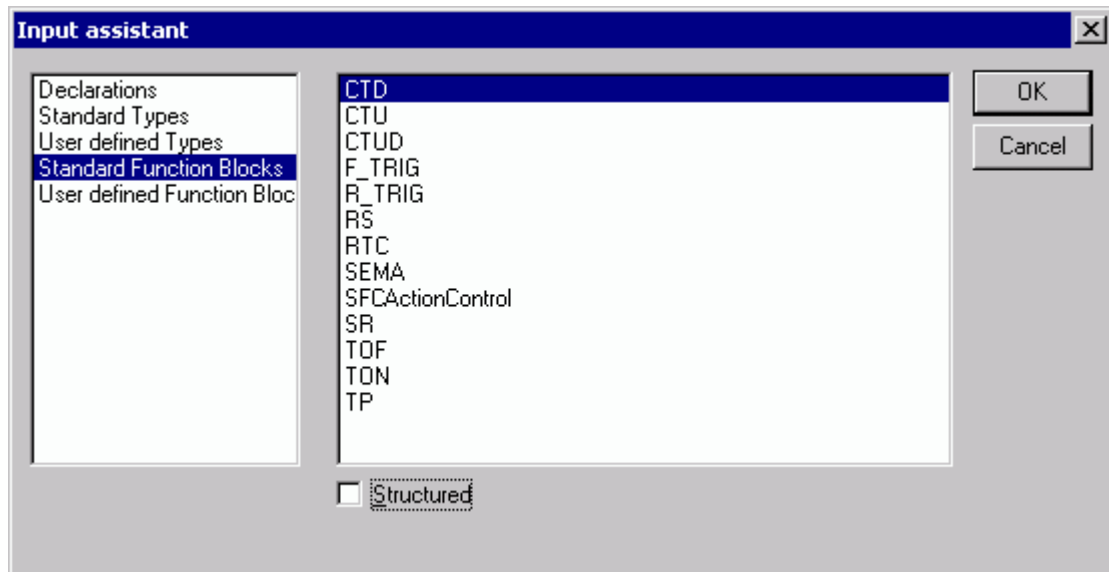 Input assistant
Declarations
Standard Types
User defined Types
Standard Function Blocks
User defined Function Bloc
CTD
CTU
CTUD
F_TRIG
R_TRIG
RS
RTC
SEMA
SFCActionControl
SR
TOF
TON
TP
OK
Cancel
Structured